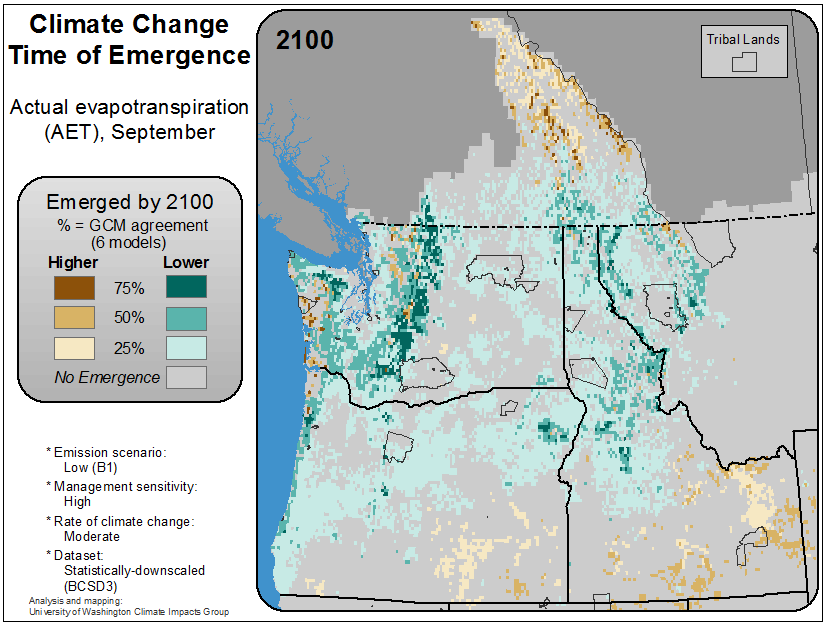 Climate Change
Time of Emergence
Actual evapotranspiration
(AET), September
Emerged by 2100
% = GCM agreement
(6 models)
Higher Lower
75%
50%
25%
No Emergence
* Emission scenario:
Low (B1)
* Management sensitivity:
High
* Rate of climate change:
Moderate
* Dataset:
Statistically-downscaled
(BCSD3)
Analysis and mapping:
University of Washington Climate Impacts Group
2100
Tribal Lands